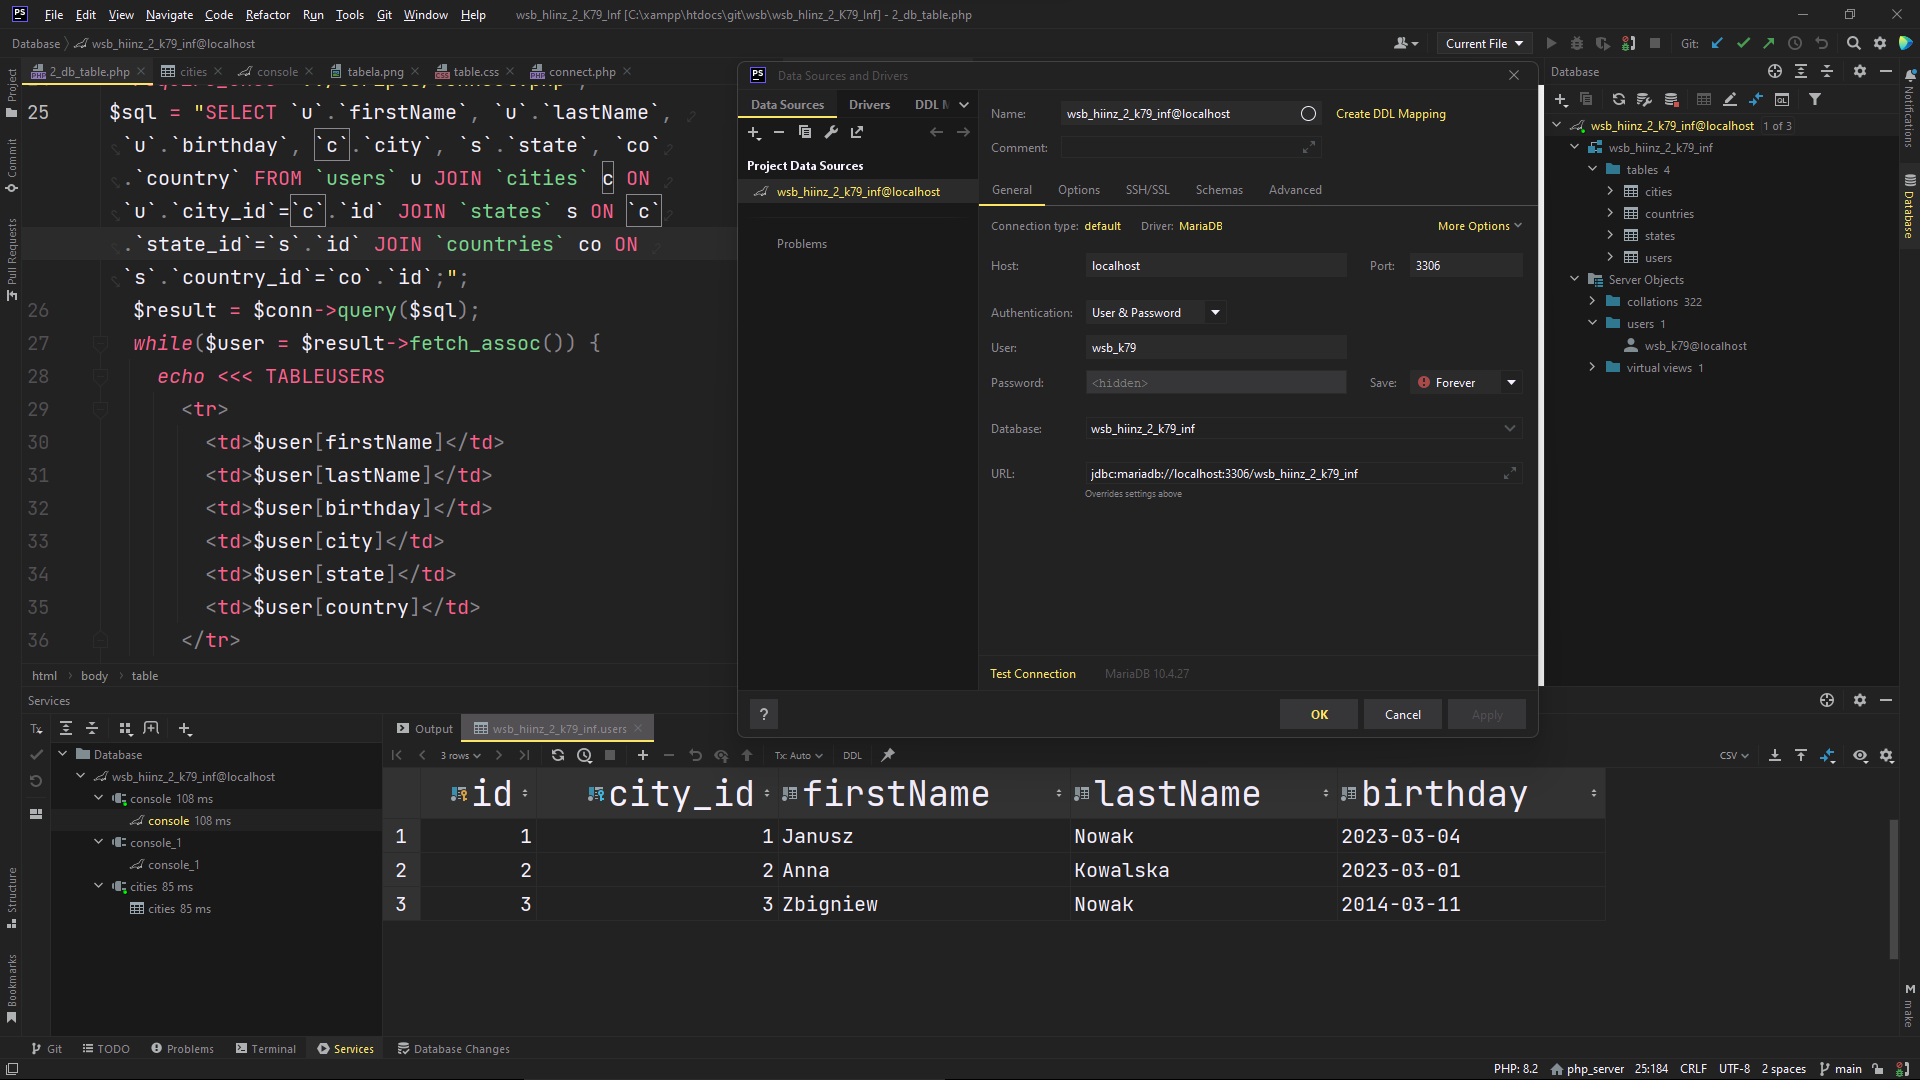 PS File Edit View Navigate Code Refactor Run Tools Git Window Help wsb_hIinz_2_K79_Inf [C:\xampp\htdocs\git\wsb\wsb_hIinz_2_K79_Inf] - 2_db_table.php
Database wsb_hiinz_2_k79_inf@localhost
Current File
Git:
2_db_table.php cities console tabela.png table.css connect.php
25 $sql = "SELECT `u`.`firstName`, `u`.`lastName`,
`u`.`birthday`, `c`.`city`, `s`.`state`, `co`
.`country` FROM `users` u JOIN `cities` c ON
`u`.`city_id`=`c`.`id` JOIN `states` s ON `c`
.`state_id`=`s`.`id` JOIN `countries` co ON
`s`.`country_id`=`co`.`id`;";
26 $result = $conn->query($sql);
27 while($user = $result->fetch_assoc()) {
28 echo <<< TABLEUSERS
29 <tr>
30 <td>$user[firstName]</td>
31 <td>$user[lastName]</td>
32 <td>$user[birthday]</td>
33 <td>$user[city]</td>
34 <td>$user[state]</td>
35 <td>$user[country]</td>
36 </tr>
html body table
Project
Commit
Pull Requests
Structure
Bookmarks
PS Data Sources and Drivers
Data Sources Drivers DDL M
Project Data Sources
wsb_hiinz_2_k79_inf@localhost
Problems
Name: wsb_hiinz_2_k79_inf@localhost Create DDL Mapping
Comment:
General Options SSH/SSL Schemas Advanced
Connection type: default Driver: MariaDB More Options
Host: localhost Port: 3306
Authentication: User & Password
User: wsb_k79
Password: <hidden> Save: Forever
Database: wsb_hiinz_2_k79_inf
URL: jdbc:mariadb://localhost:3306/wsb_hiinz_2_k79_inf
Overrides settings above
Test Connection MariaDB 10.4.27
? OK Cancel Apply
Database
wsb_hiinz_2_k79_inf@localhost 1 of 3
wsb_hiinz_2_k79_inf
tables 4
cities
countries
states
users
Server Objects
collations 322
users 1
wsb_k79@localhost
virtual views 1
Notifications
Database
M make
Services
Tx
Database
wsb_hiinz_2_k79_inf@localhost
console 108 ms
console 108 ms
console_1
console_1
cities 85 ms
cities 85 ms
Output wsb_hiinz_2_k79_inf.users
3 rows Tx: Auto DDL CSV
id city_id firstName lastName birthday
1 1 1 Janusz Nowak 2023-03-04
2 2 2 Anna Kowalska 2023-03-01
3 3 3 Zbigniew Nowak 2014-03-11
Git TODO Problems Terminal Services Database Changes
PHP: 8.2 php_server 25:184 CRLF UTF-8 2 spaces main